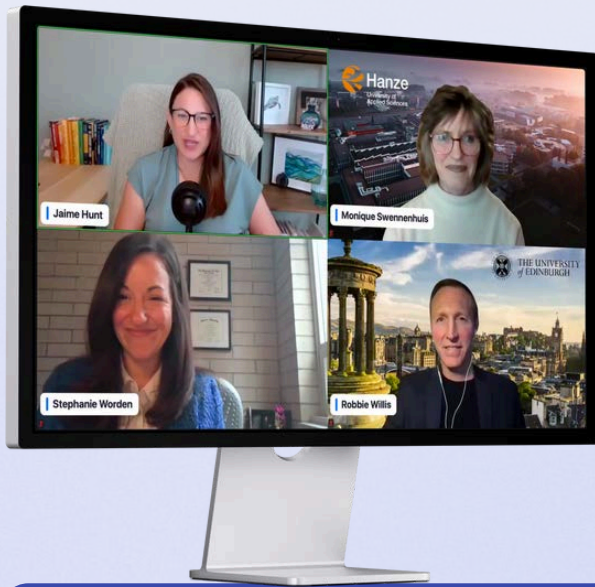 Jaime Hunt
Hanze
University of
Applied Sciences
Monique Swennenhuis
Stephanie Worden
THE UNIVERSITY
of EDINBURGH
Robbie Willis